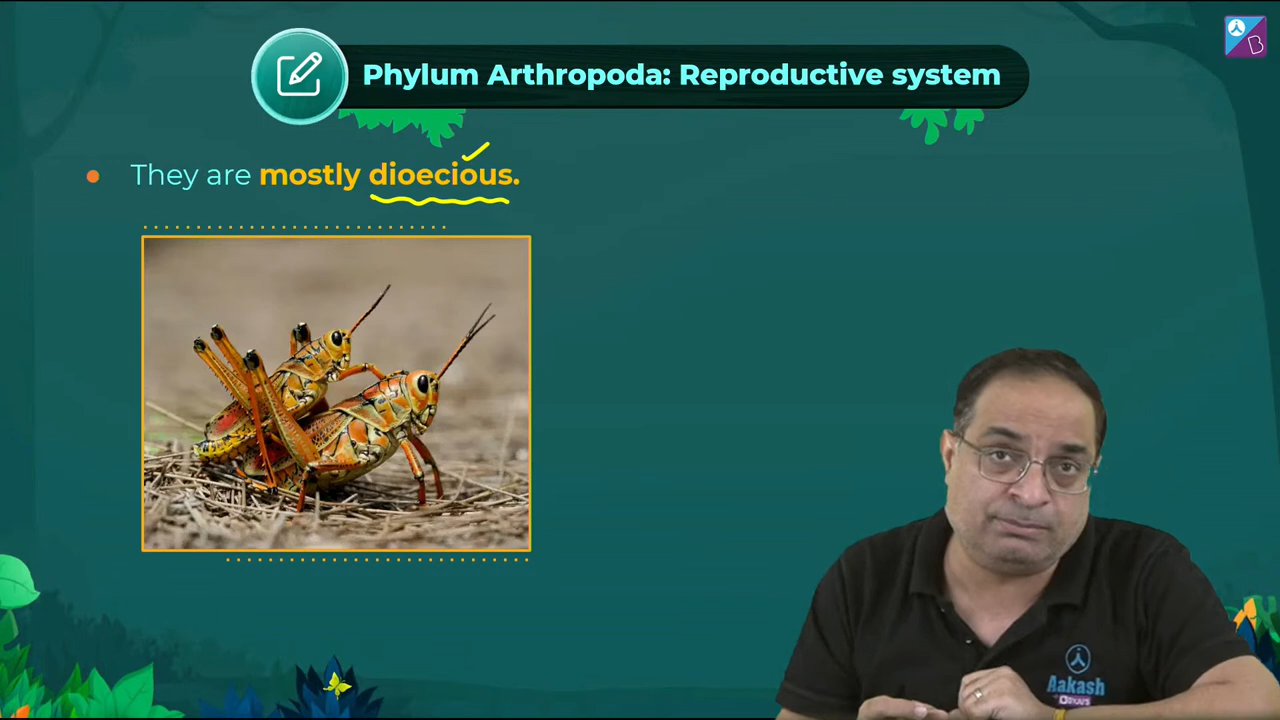 Phylum Arthropoda: Reproductive system
They are mostly dioecious.
Aakash